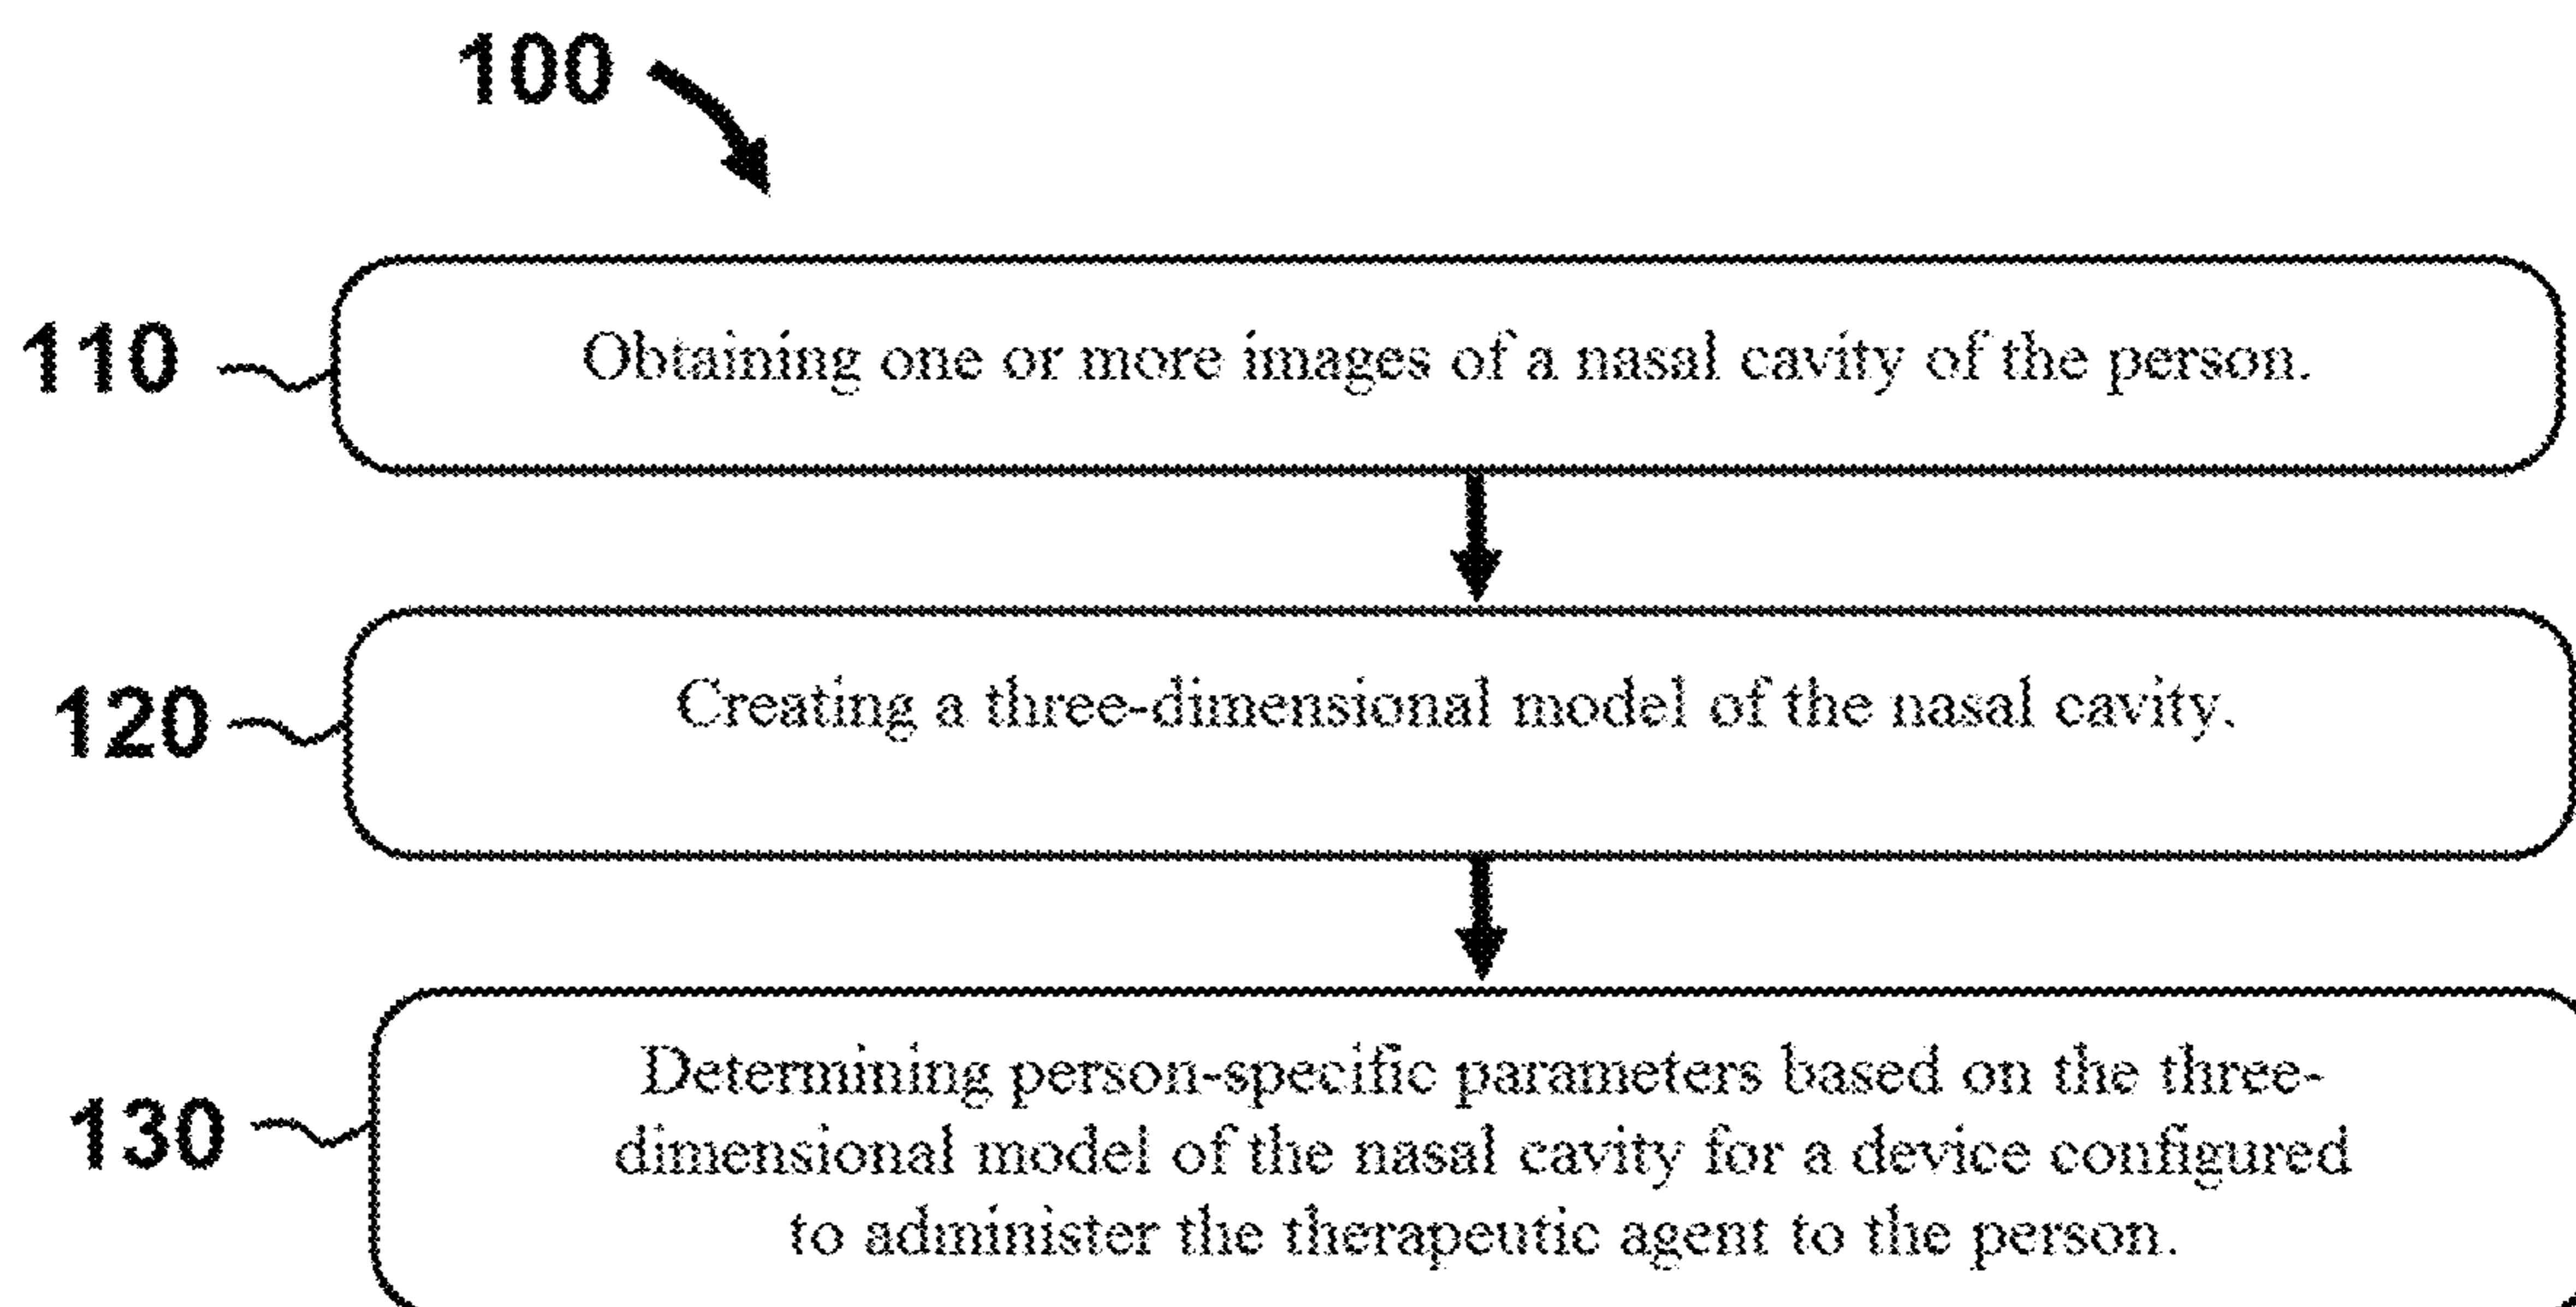 100
110
Obtaining one or more images of a nasal cavity of the person.
120
Creating a three-dimensional model of the nasal cavity.
Determining person-specific parameters based on the three-
130
dimensional model of the nasal cavity for a device configured
to administer the therapeutic agent to the person.